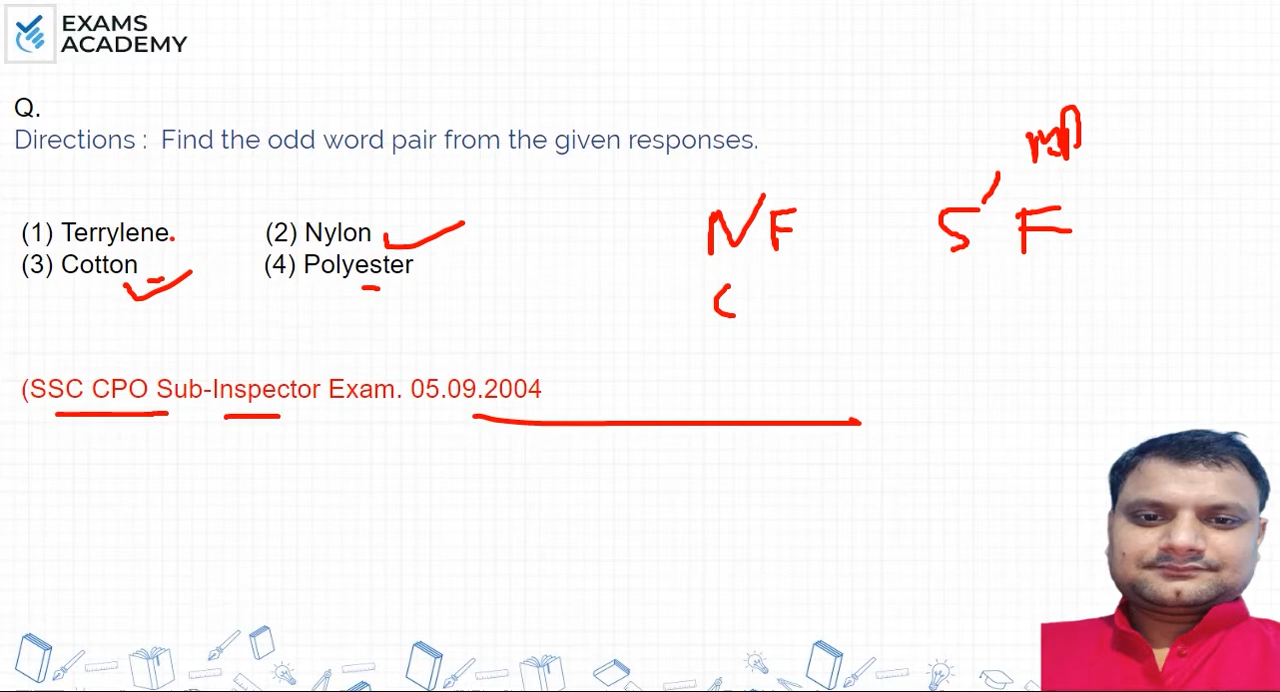 EXAMS
ACADEMY
Q.
Directions : Find the odd word pair from the given responses.
(1) Terrylene. (2) Nylon
(3) Cotton (4) Polyester
NF S'F
C
(SSC CPO Sub-Inspector Exam. 05.09.2004